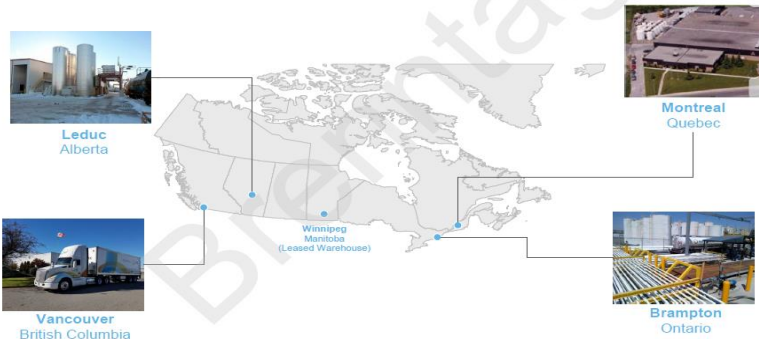 Leduc
Alberta
Montreal
Quebec
Winnipeg
Manitoba
(Leased Warehouse)
Vancouver
British Columbia
Brampton
Ontario